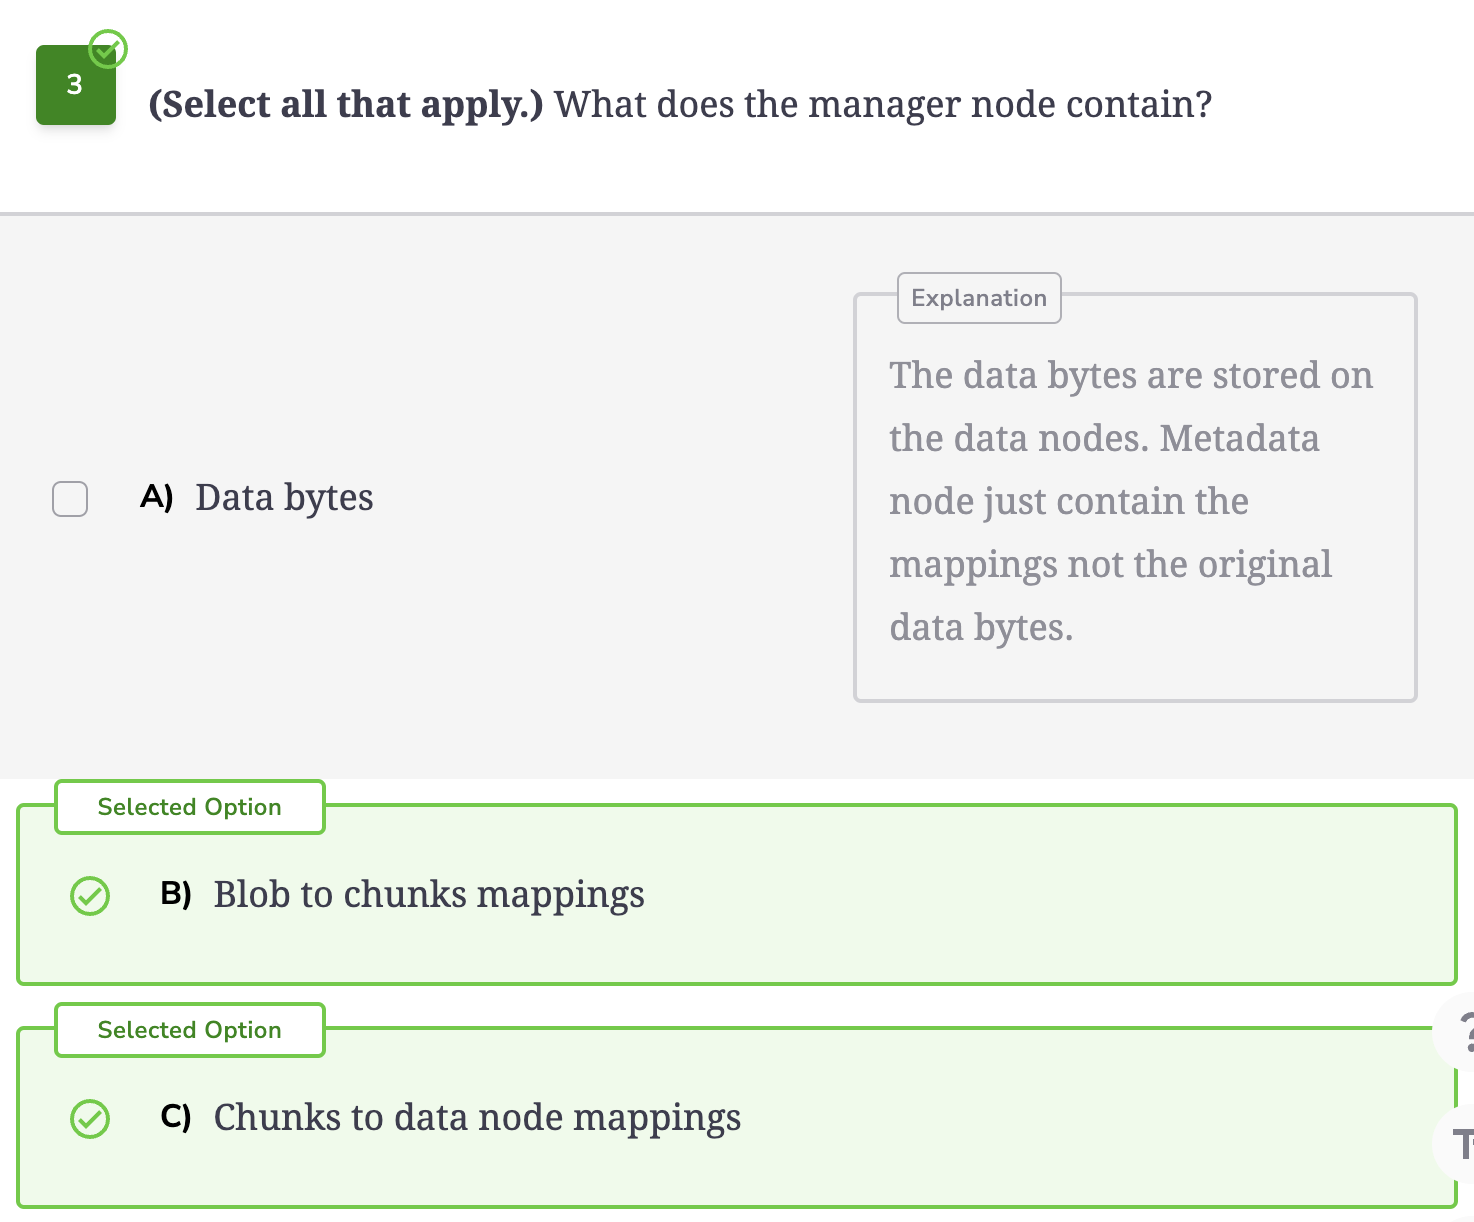 3
(Select all that apply.) What does the manager node contain?
Explanation
The data bytes are stored on
the data nodes. Metadata
node just contain the
mappings not the original
data bytes.
A) Data bytes
Selected Option
B) Blob to chunks mappings
Selected Option
?
C) Chunks to data node mappings